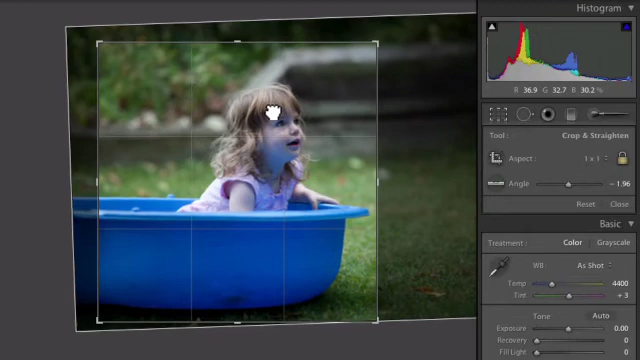 Histogram
R 36.9 G 32.7 B 30.2 %
Tool : Crop & Straighten
Aspect : 1 x 1
Angle - 1.96
Reset Close
Basic
Treatment : Color Grayscale
WB : As Shot
Temp 4400
Tint + 3
Tone Auto
Exposure 0.00
Recovery 0
Fill Light 0